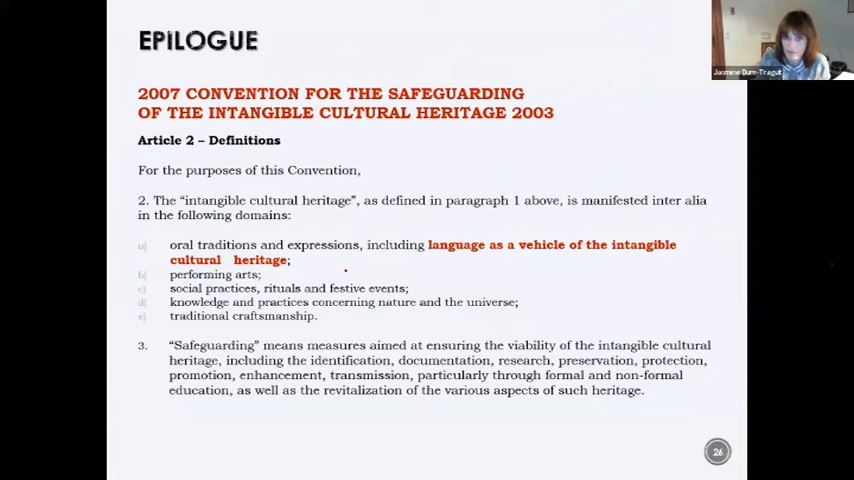 EPILOGUE
2007 CONVENTION FOR THE SAFEGUARDING
OF THE INTANGIBLE CULTURAL HERITAGE 2003
Article 2 – Definitions
For the purposes of this Convention,
2. The “intangible cultural heritage”, as defined in paragraph 1 above, is manifested inter alia
in the following domains:
a) oral traditions and expressions, including language as a vehicle of the intangible
cultural heritage;
b) performing arts;
c) social practices, rituals and festive events;
d) knowledge and practices concerning nature and the universe;
e) traditional craftsmanship.
3. “Safeguarding” means measures aimed at ensuring the viability of the intangible cultural
heritage, including the identification, documentation, research, preservation, protection,
promotion, enhancement, transmission, particularly through formal and non-formal
education, as well as the revitalization of the various aspects of such heritage.
26
Jasmine Dum-Tragut